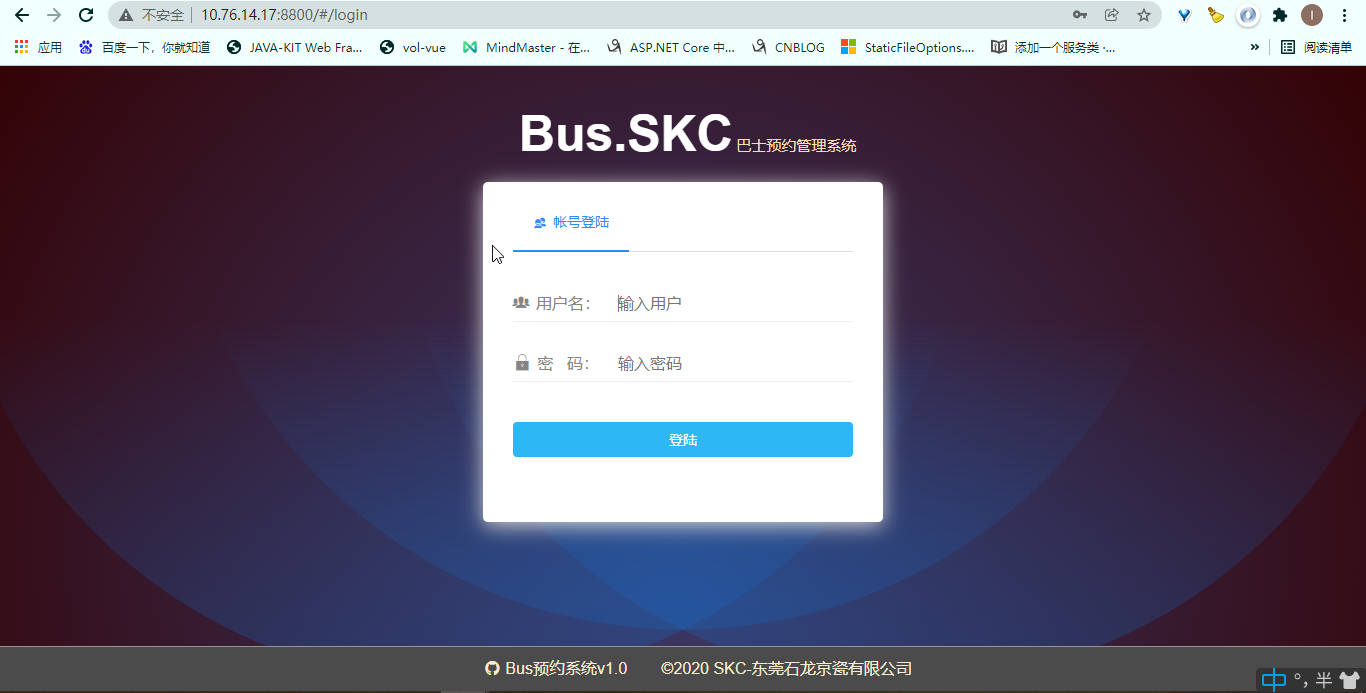 不安全 10.76.14.17:8800/#/login
I
应用 百度一下，你就知道 JAVA-KIT Web Fra... vol-vue MindMaster - 在... ASP.NET Core 中... CNBLOG StaticFileOptions.... 添加一个服务类 ·... » 阅读清单
Bus.SKC 巴士预约管理系统
帐号登陆
用户名： 输入用户
密 码： 输入密码
登陆
Bus预约系统v1.0 ©2020 SKC-东莞石龙京瓷有限公司
中 °, 半